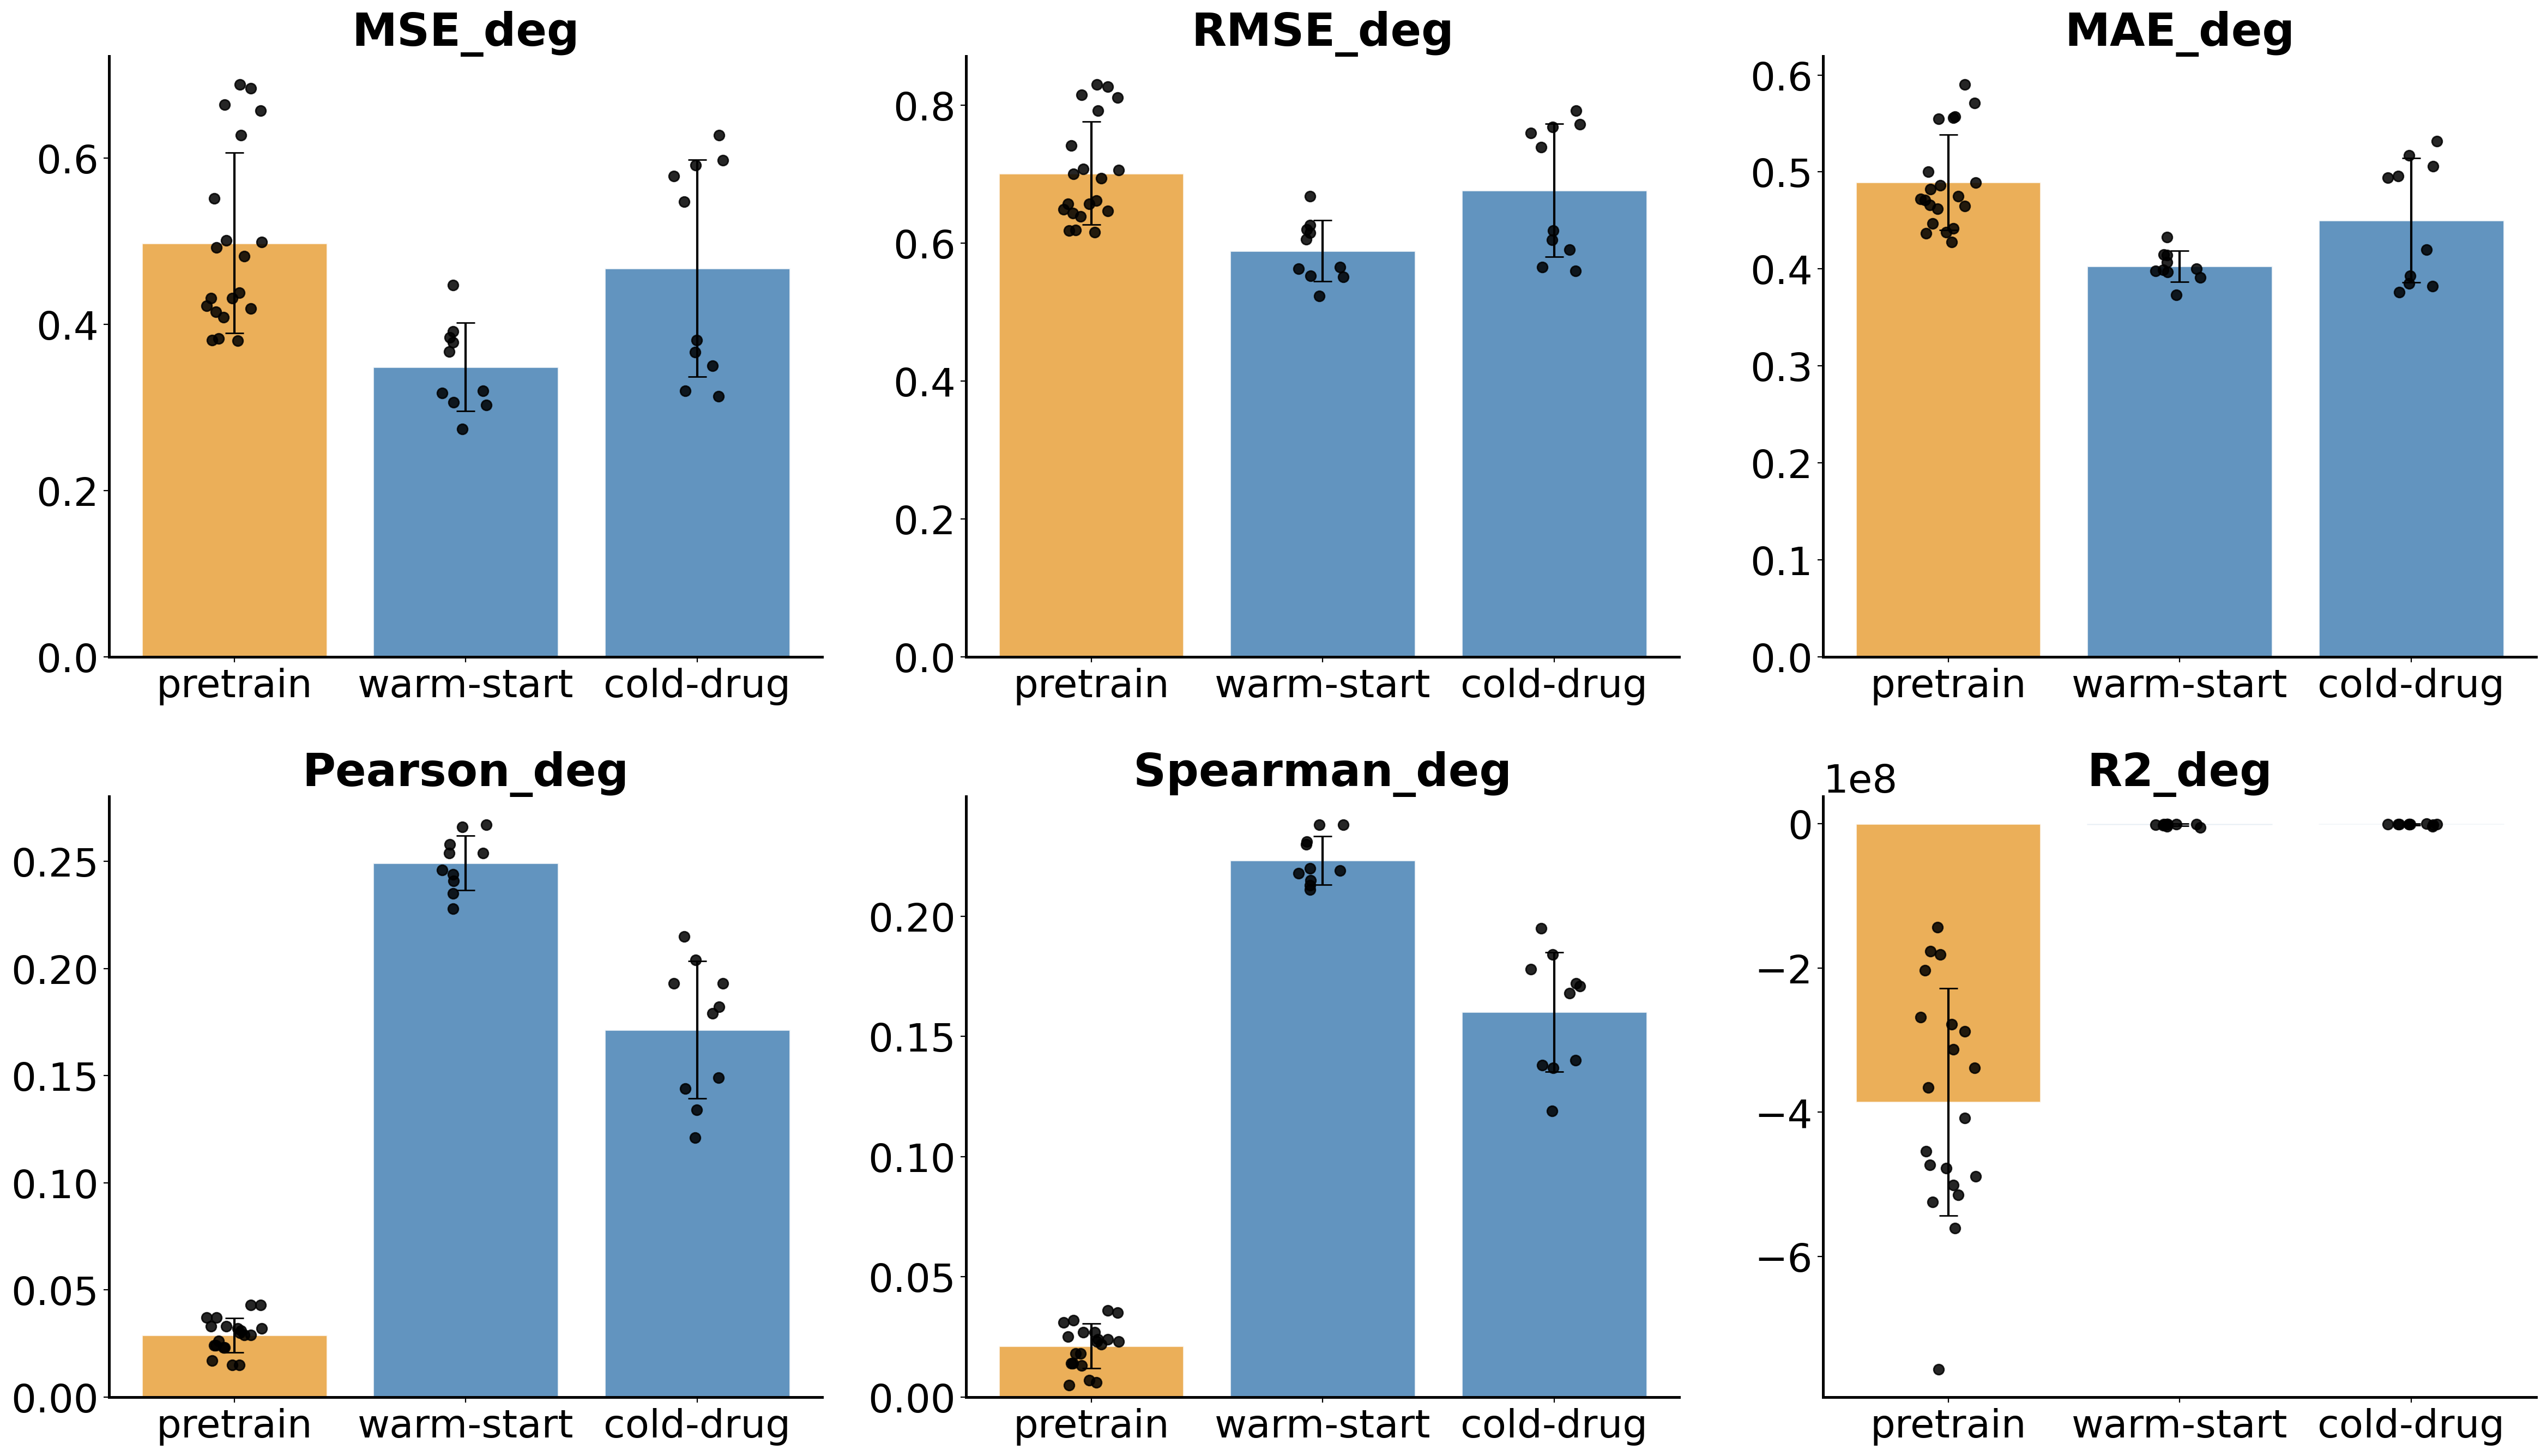 MSE_deg
0.6
0.4
0.2
0.0
pretrain warm-start cold-drug
RMSE_deg
0.8
0.6
0.4
0.2
0.0
pretrain warm-start cold-drug
MAE_deg
0.6
0.5
0.4
0.3
0.2
0.1
0.0
pretrain warm-start cold-drug
Pearson_deg
0.25
0.20
0.15
0.10
0.05
0.00
pretrain warm-start cold-drug
Spearman_deg
0.20
0.15
0.10
0.05
0.00
pretrain warm-start cold-drug
R2_deg
1e8
0
−2
−4
−6
pretrain warm-start cold-drug